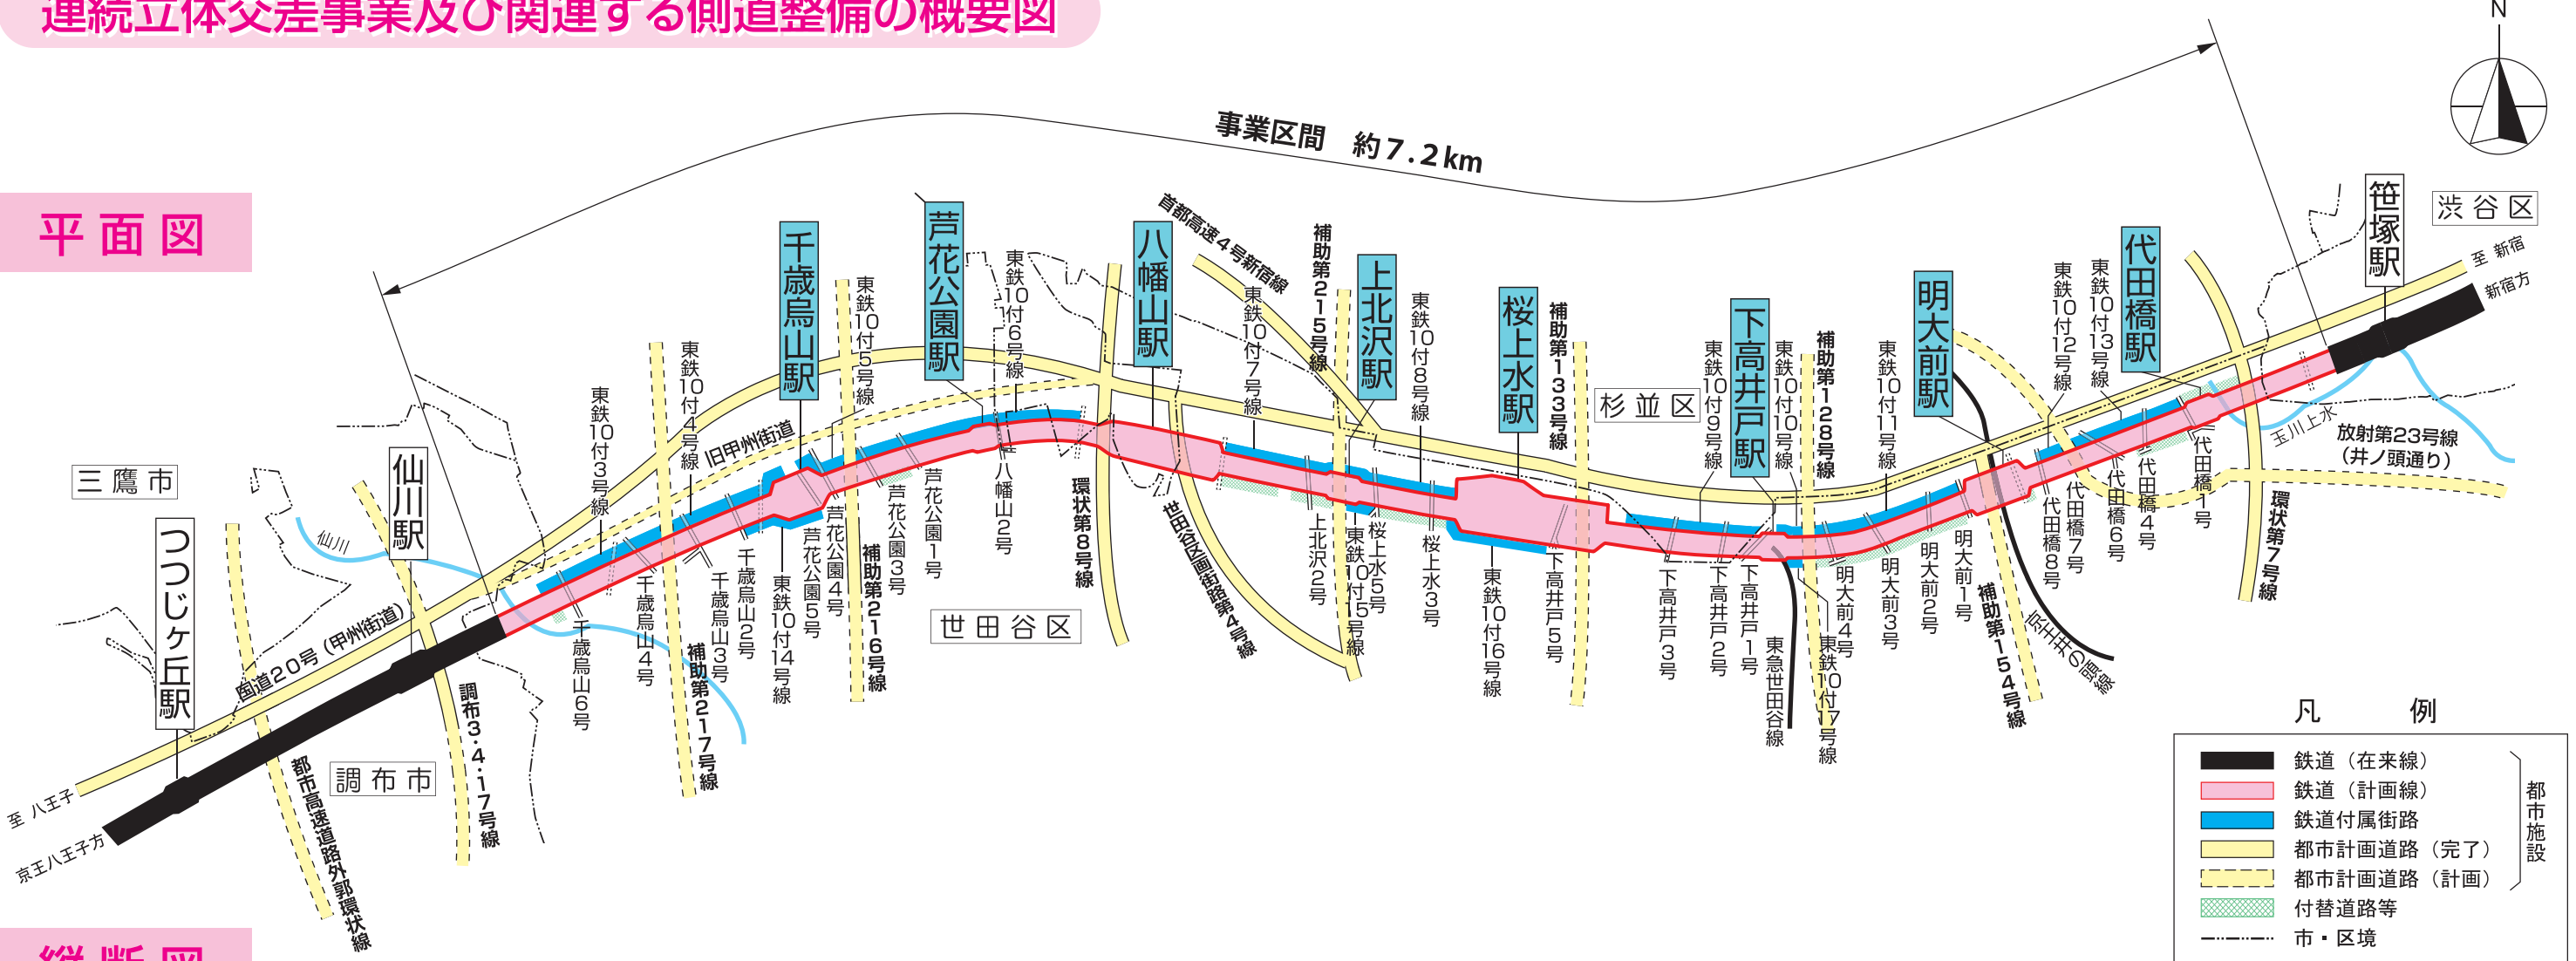 連続立体交差事業及び関連する側道整備の概要図
N
事業区間　約7.2km
平面図
渋谷区
笹塚駅
至 新宿
新宿方
代田橋駅
明大前駅
下高井戸駅
桜上水駅
上北沢駅
八幡山駅
芦花公園駅
千歳烏山駅
仙川駅
つつじヶ丘駅
三鷹市
調布市
世田谷区
杉並区
首都高速4号新宿線
補助第215号線
補助第133号線
補助第128号線
東鉄10付3号線
東鉄10付4号線
東鉄10付5号線
東鉄10付6号線
東鉄10付7号線
東鉄10付8号線
東鉄10付9号線
東鉄10付10号線
東鉄10付11号線
東鉄10付12号線
東鉄10付13号線
旧甲州街道
仙川
国道20号（甲州街道）
至 八王子
京王八王子方
都市高速道路外郭環状線
調布3・4・17号線
千歳烏山6号
千歳烏山4号
補助第217号線
千歳烏山3号
千歳烏山2号
東鉄10付14号線
芦花公園5号
芦花公園4号
補助第216号線
芦花公園3号
芦花公園1号
八幡山2号
環状第8号線
世田谷区画街路第4号線
上北沢2号
東鉄10付15号線
桜上水5号
桜上水3号
東鉄10付16号線
下高井戸5号
下高井戸3号
下高井戸2号
下高井戸1号
東急世田谷線
東鉄10付17号線
明大前4号
明大前3号
明大前2号
明大前1号
補助第154号線
京王井の頭線
代田橋8号
代田橋7号
代田橋6号
代田橋4号
代田橋1号
環状第7号線
玉川上水
放射第23号線
（井ノ頭通り）
凡　例
鉄道（在来線）
鉄道（計画線）
鉄道付属街路
都市計画道路（完了）
都市計画道路（計画）
付替道路等
市・区境
都市施設
縦断図